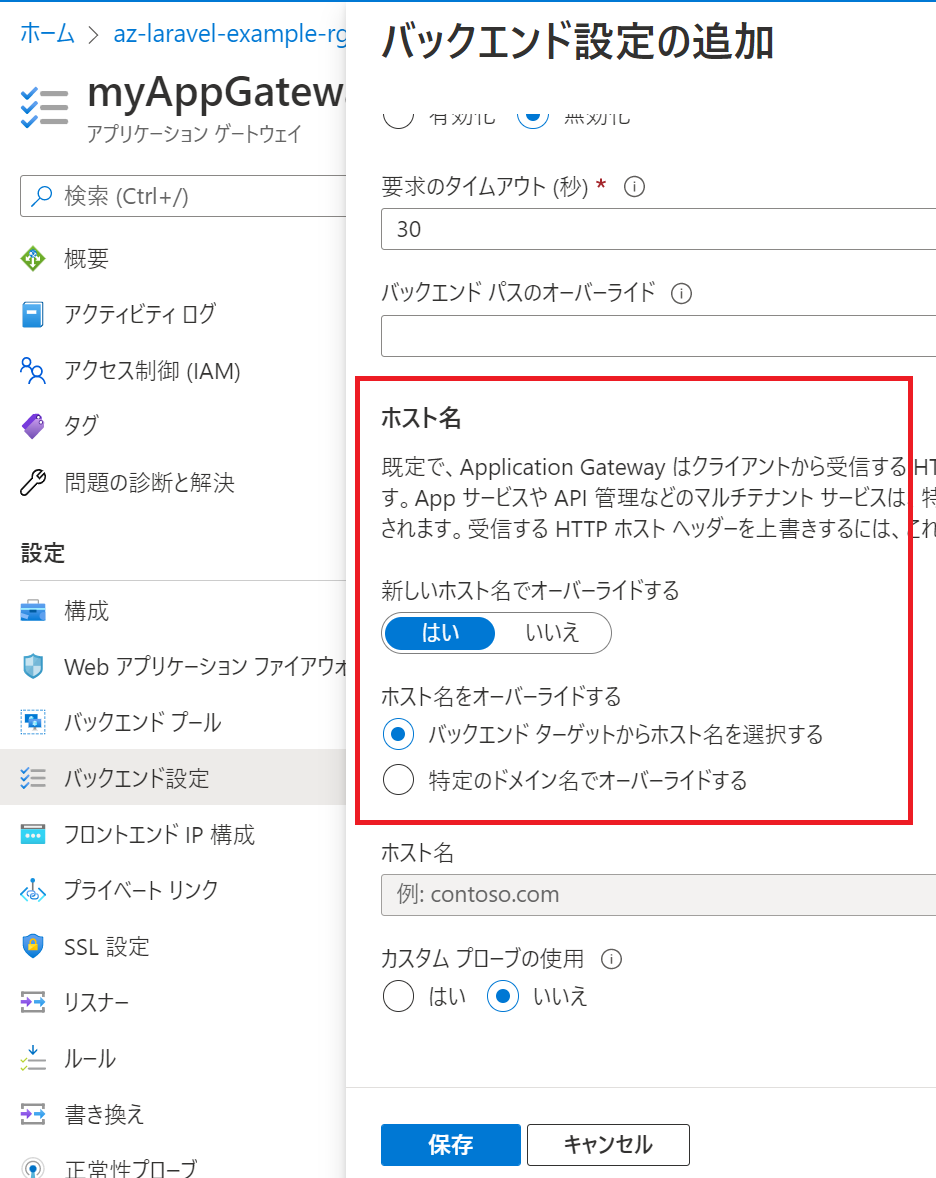 ホーム > az-laravel-example-rg
myAppGatew
アプリケーション ゲートウェイ
検索 (Ctrl+/)
概要
アクティビティ ログ
アクセス制御 (IAM)
タグ
問題の診断と解決
設定
構成
Web アプリケーション ファイアウォ
バックエンド プール
バックエンド設定
フロントエンド IP 構成
プライベート リンク
SSL 設定
リスナー
ルール
書き換え
正常性プローブ
バックエンド設定の追加
有効化 無効化
要求のタイムアウト (秒) *
30
バックエンド パスのオーバーライド
ホスト名
既定で、Application Gateway はクライアントから受信する HT
す。App サービスや API 管理などのマルチテナント サービスは、特
されます。受信する HTTP ホスト ヘッダーを上書きするには、これ
新しいホスト名でオーバーライドする
はい いいえ
ホスト名をオーバーライドする
バックエンド ターゲットからホスト名を選択する
特定のドメイン名でオーバーライドする
ホスト名
例: contoso.com
カスタム プローブの使用
はい いいえ
保存 キャンセル